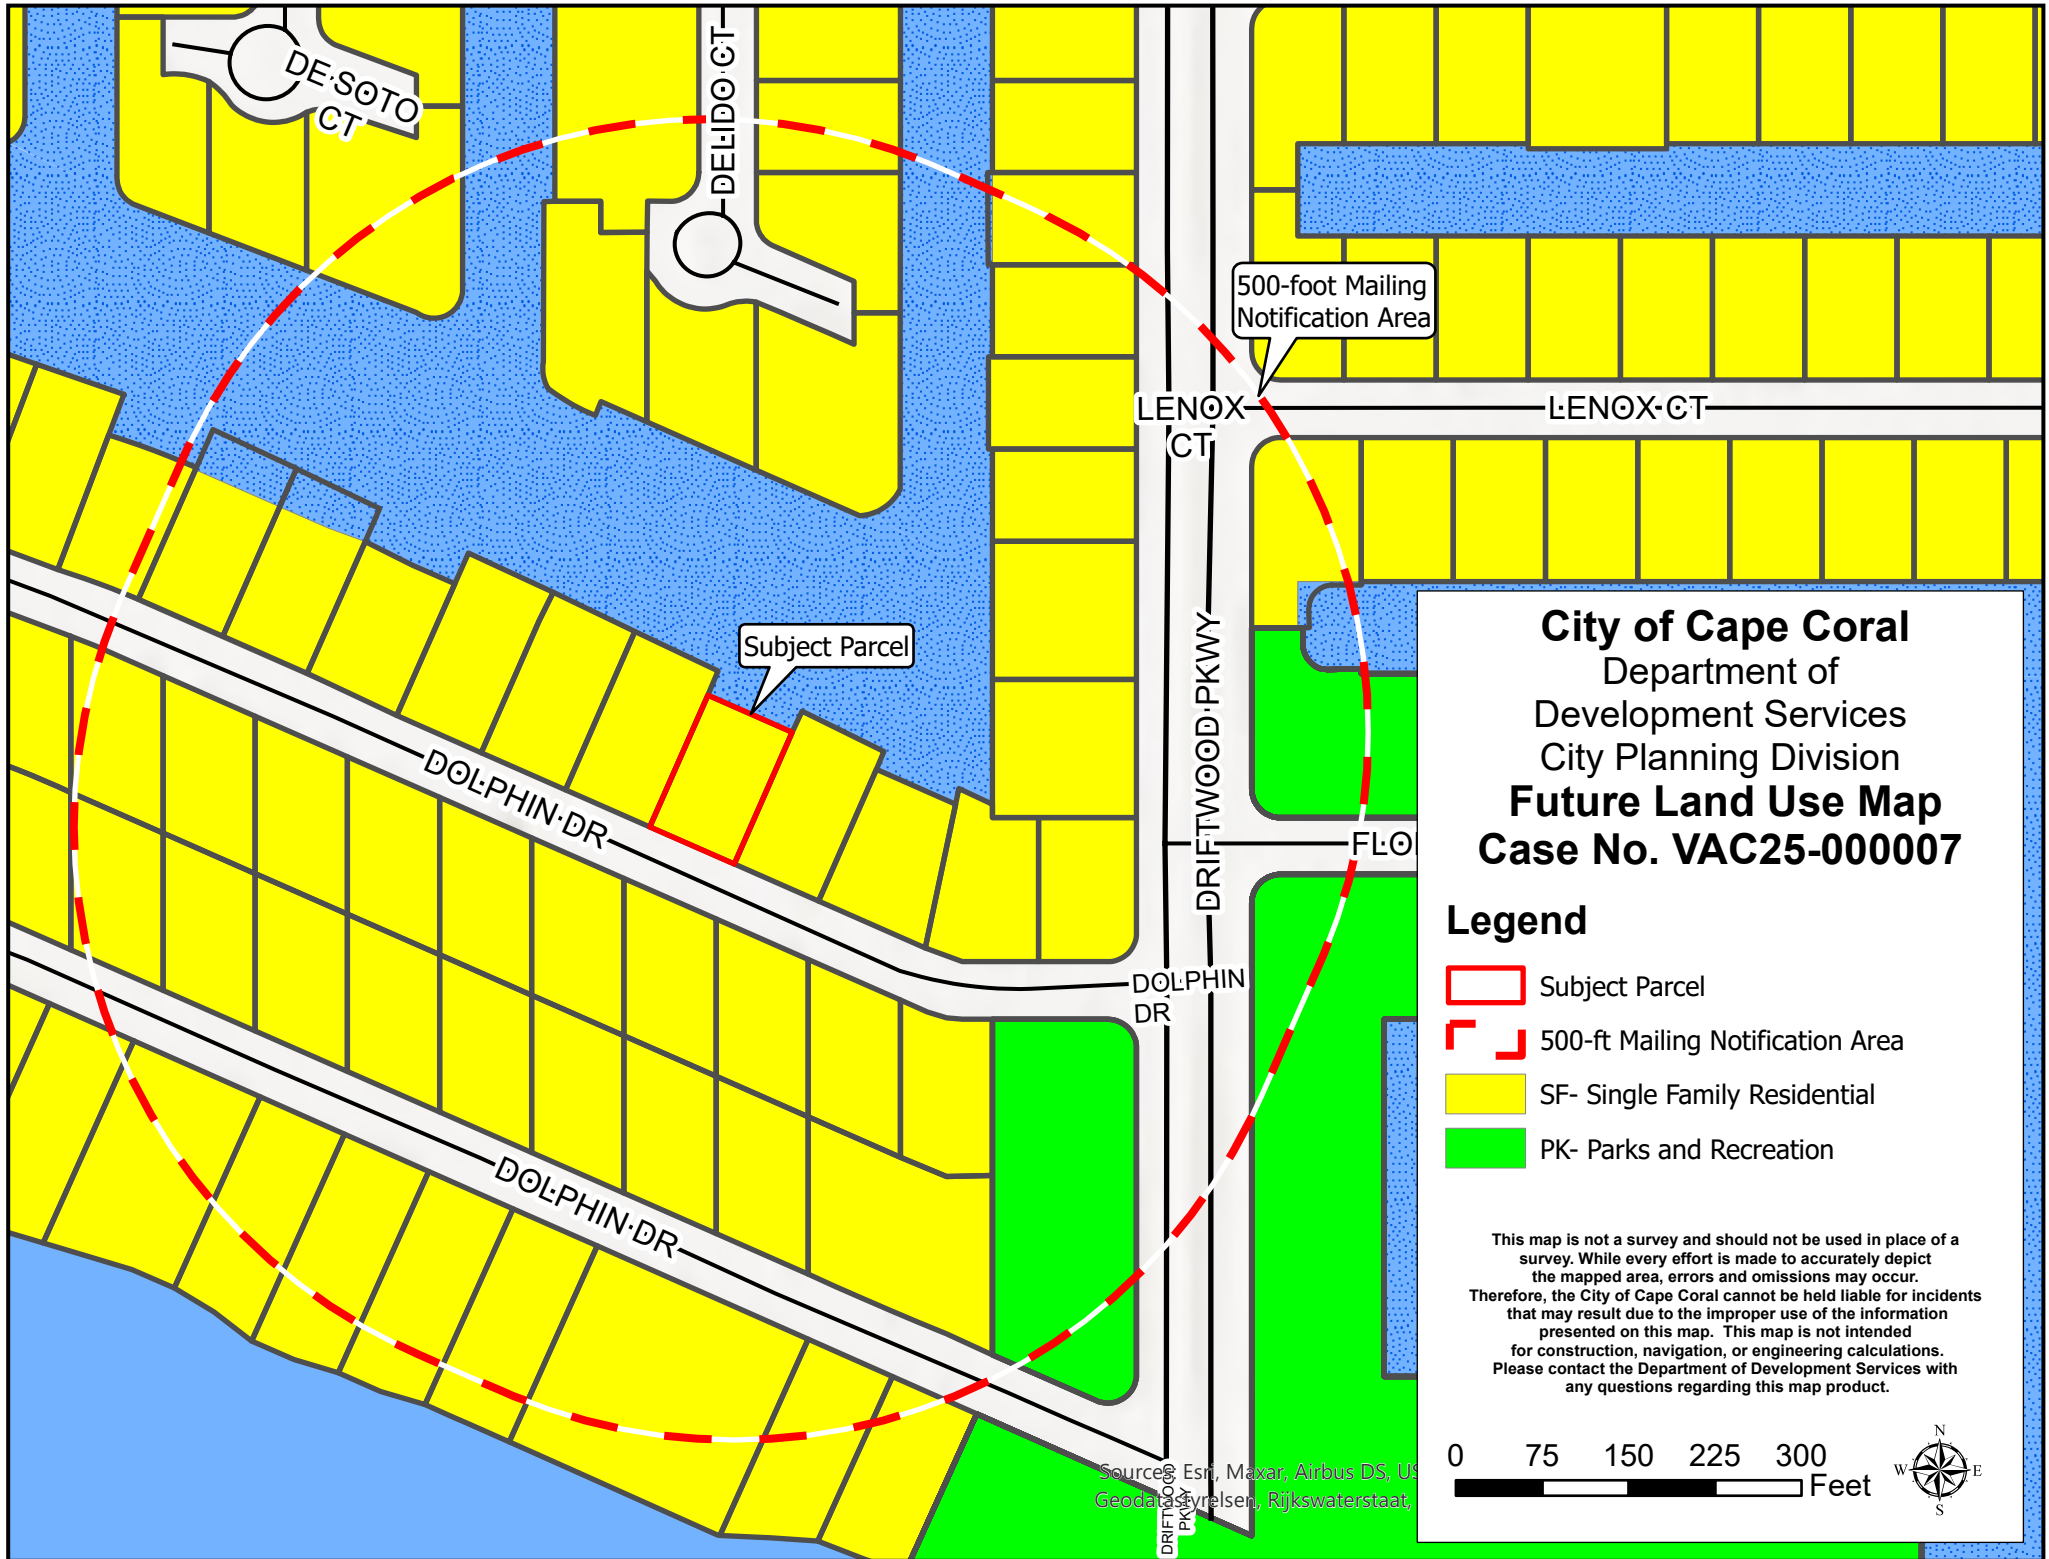 DE SOTO
CT
DELIDO CT
500-foot Mailing
Notification Area
LENOX
CT
LENOX CT
Subject Parcel
DRIFTWOOD PKWY
DOLPHIN DR
FLO
DOLPHIN
DR
DOLPHIN DR
DRIFTWOOD
PKWY
Sources: Esri, Maxar, Airbus DS, US
Geodatastyrelsen, Rijkswaterstaat,
City of Cape Coral
Department of
Development Services
City Planning Division
Future Land Use Map
Case No. VAC25-000007
Legend
Subject Parcel
500-ft Mailing Notification Area
SF- Single Family Residential
PK- Parks and Recreation
This map is not a survey and should not be used in place of a
survey. While every effort is made to accurately depict
the mapped area, errors and omissions may occur.
Therefore, the City of Cape Coral cannot be held liable for incidents
that may result due to the improper use of the information
presented on this map. This map is not intended
for construction, navigation, or engineering calculations.
Please contact the Department of Development Services with
any questions regarding this map product.
0 75 150 225 300
Feet
N
W E
S